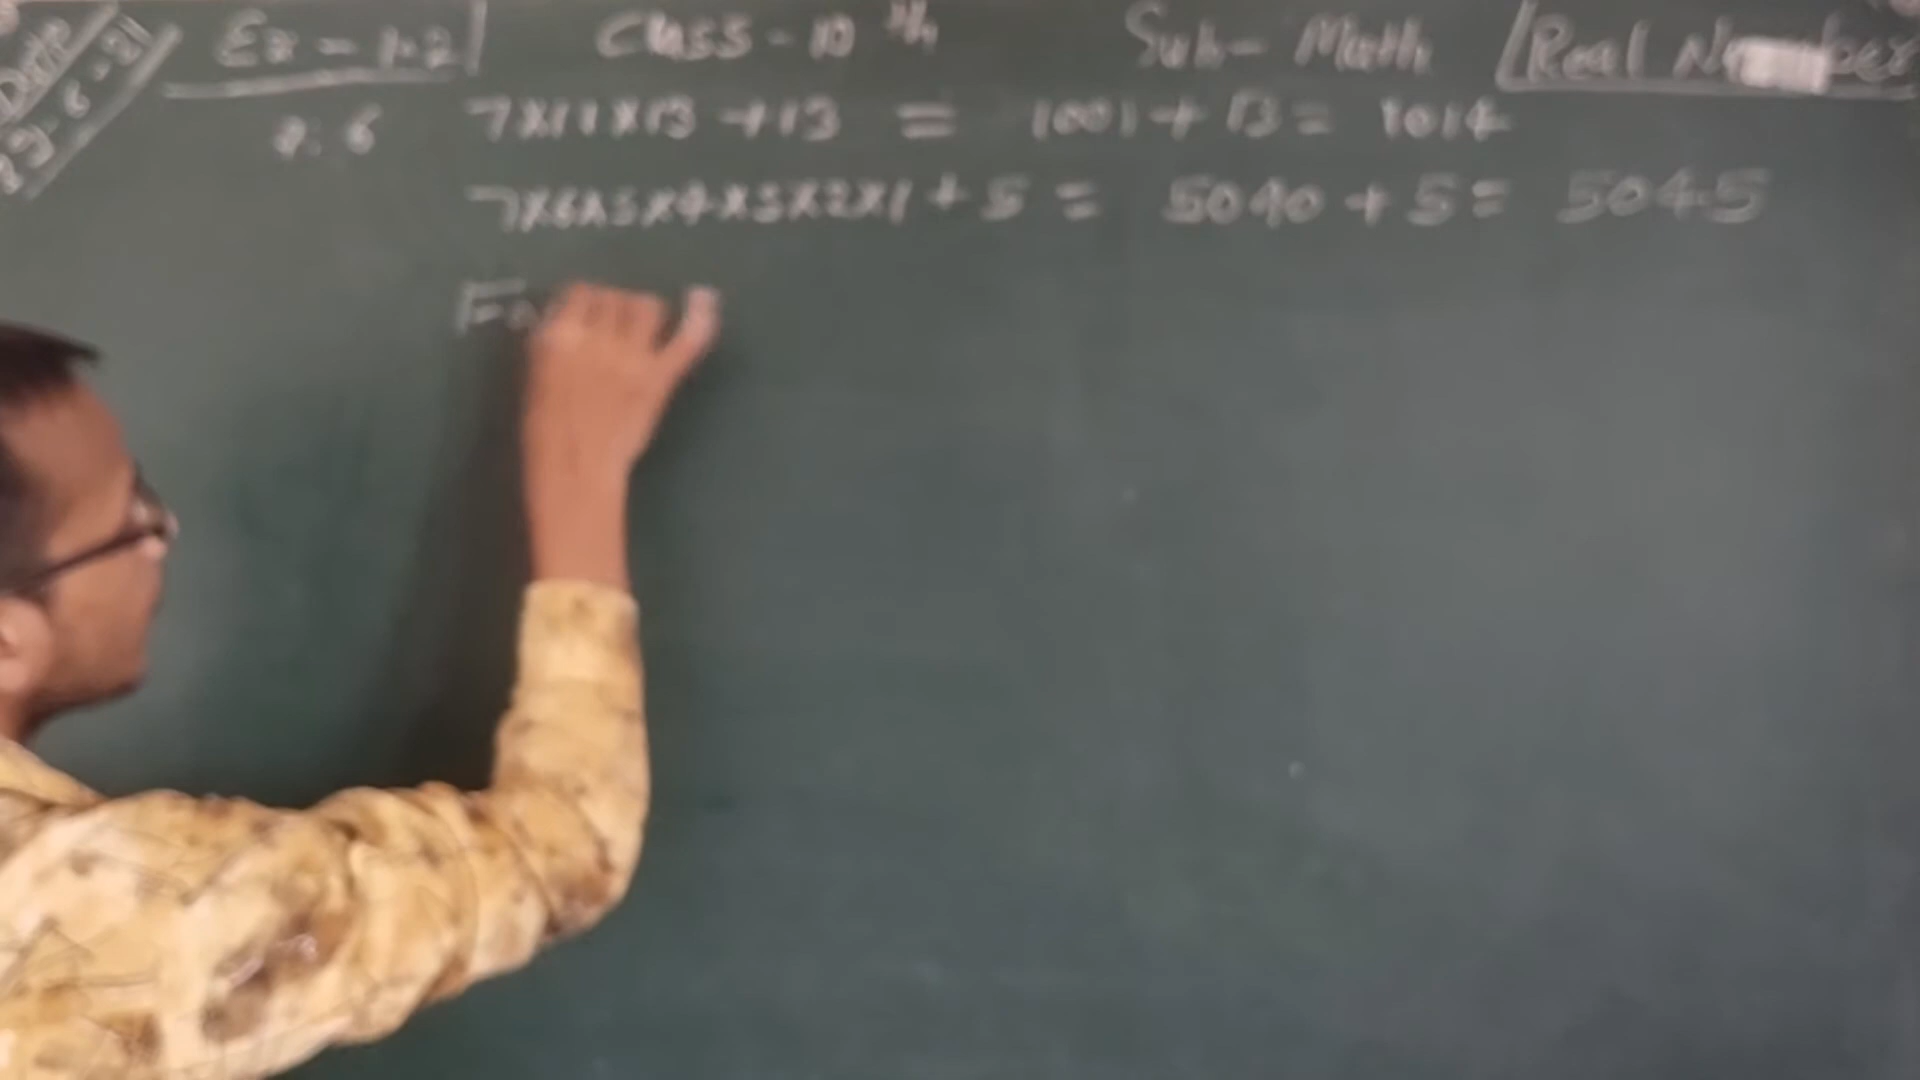 Date
29-6-21
Ex - 1.2
Class - 10 th
Sub - Math
Real Number
Q. 6 7×11×13 + 13 = 1001 + 13 = 1014
7×6×5×4×3×2×1 + 5 = 5040 + 5 = 5045